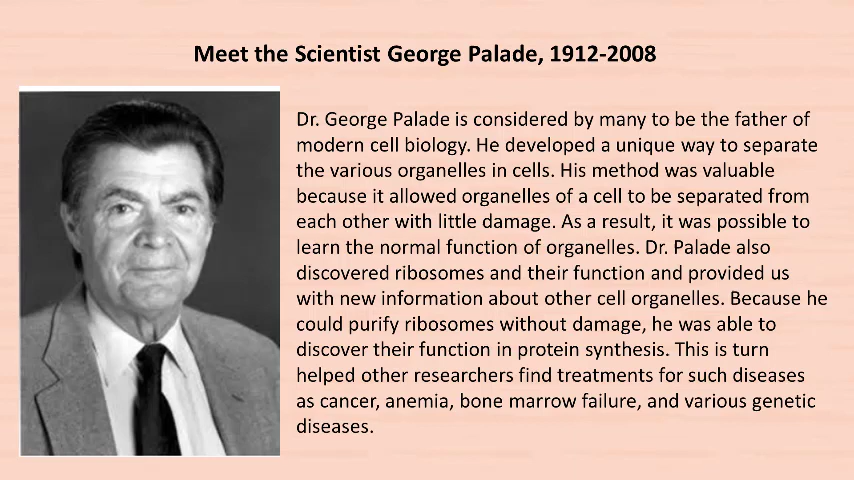 Meet the Scientist George Palade, 1912-2008
Dr. George Palade is considered by many to be the father of
modern cell biology. He developed a unique way to separate
the various organelles in cells. His method was valuable
because it allowed organelles of a cell to be separated from
each other with little damage. As a result, it was possible to
learn the normal function of organelles. Dr. Palade also
discovered ribosomes and their function and provided us
with new information about other cell organelles. Because he
could purify ribosomes without damage, he was able to
discover their function in protein synthesis. This is turn
helped other researchers find treatments for such diseases
as cancer, anemia, bone marrow failure, and various genetic
diseases.